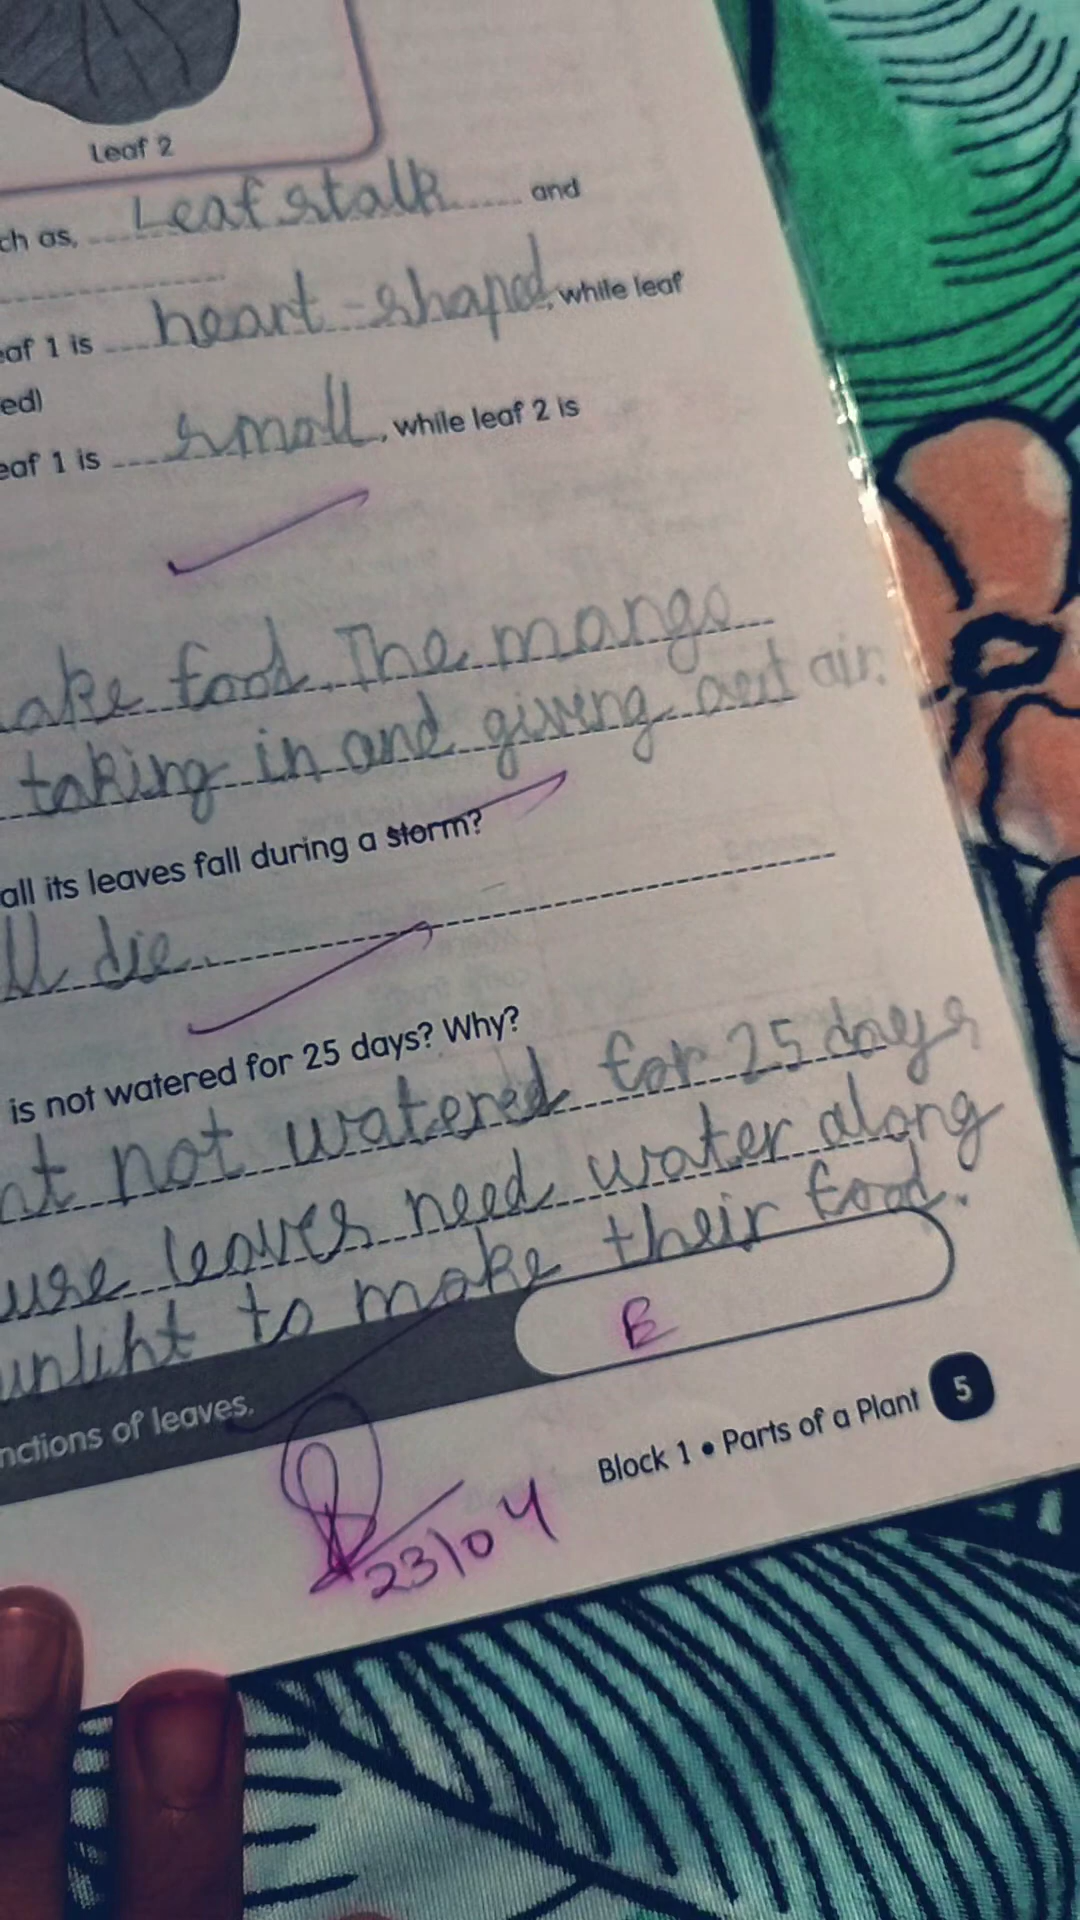 Leaf 2
ch as, Leaf stalk and
eaf 1 is heart-shaped, while leaf
ed)
eaf 1 is small, while leaf 2 is
ake food. The mango
taking in and giving out air.
all its leaves fall during a storm?
ll die.
is not watered for 25 days? Why?
nt not watered for 25 days
use leaves need water along
unliht to make their food.
E
nctions of leaves.
Block 1 • Parts of a Plant 5
23/04